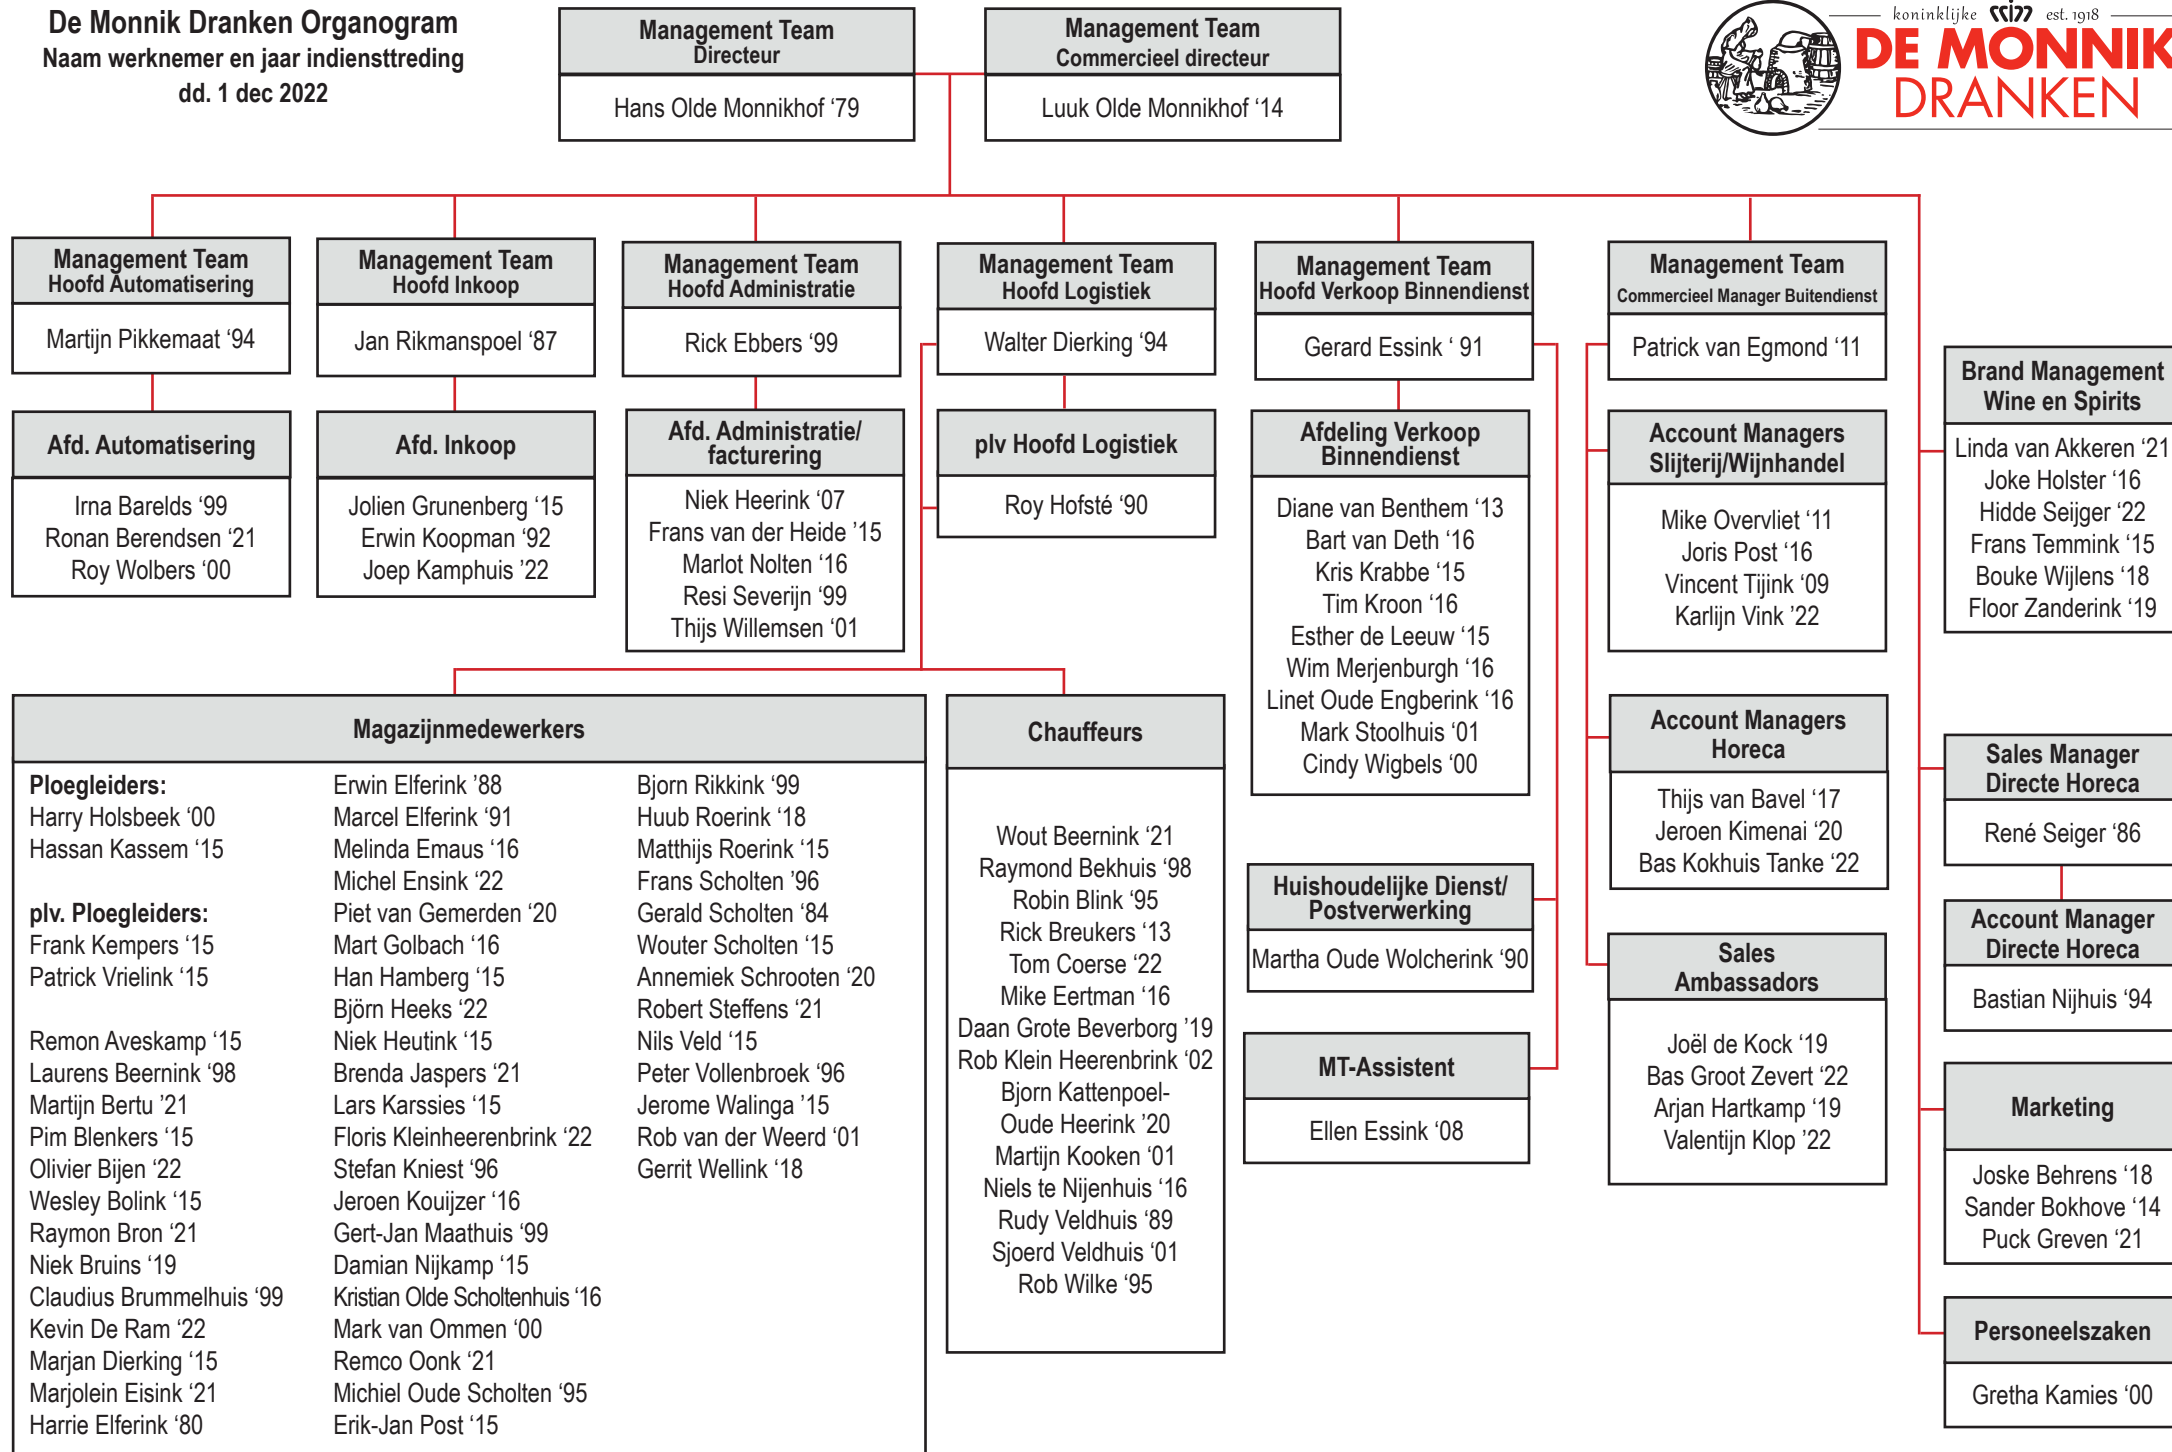 De Monnik Dranken Organogram
Naam werknemer en jaar indiensttreding
dd. 1 dec 2022
Management Team
Directeur
Hans Olde Monnikhof ‘79
Management Team
Commercieel directeur
Luuk Olde Monnikhof ‘14
koninklijke est. 1918
DE MONNIK
DRANKEN
Management Team
Hoofd Automatisering
Martijn Pikkemaat ‘94
Management Team
Hoofd Inkoop
Jan Rikmanspoel ‘87
Management Team
Hoofd Administratie
Rick Ebbers ‘99
Management Team
Hoofd Logistiek
Walter Dierking ‘94
Management Team
Hoofd Verkoop Binnendienst
Gerard Essink ‘ 91
Management Team
Commercieel Manager Buitendienst
Patrick van Egmond ‘11
Afd. Automatisering
Irna Barelds ‘99
Ronan Berendsen ‘21
Roy Wolbers ‘00
Afd. Inkoop
Jolien Grunenberg ‘15
Erwin Koopman ‘92
Joep Kamphuis ’22
Afd. Administratie/
facturering
Niek Heerink ‘07
Frans van der Heide ’15
Marlot Nolten ‘16
Resi Severijn ‘99
Thijs Willemsen ‘01
plv Hoofd Logistiek
Roy Hofsté ‘90
Afdeling Verkoop
Binnendienst
Diane van Benthem ‘13
Bart van Deth ‘16
Kris Krabbe ‘15
Tim Kroon ‘16
Esther de Leeuw ‘15
Wim Merjenburgh ‘16
Linet Oude Engberink ‘16
Mark Stoolhuis ‘01
Cindy Wigbels ‘00
Account Managers
Slijterij/Wijnhandel
Mike Overvliet ‘11
Joris Post ‘16
Vincent Tijink ‘09
Karlijn Vink ’22
Brand Management
Wine en Spirits
Linda van Akkeren ‘21
Joke Holster ‘16
Hidde Seijger ‘22
Frans Temmink ‘15
Bouke Wijlens ‘18
Floor Zanderink ‘19
Magazijnmedewerkers
Ploegleiders:
Harry Holsbeek ‘00
Hassan Kassem ‘15
plv. Ploegleiders:
Frank Kempers ‘15
Patrick Vrielink ‘15
Remon Aveskamp ‘15
Laurens Beernink ‘98
Martijn Bertu ‘21
Pim Blenkers ‘15
Olivier Bijen ‘22
Wesley Bolink ‘15
Raymon Bron ‘21
Niek Bruins ‘19
Claudius Brummelhuis ‘99
Kevin De Ram ‘22
Marjan Dierking ‘15
Marjolein Eisink ‘21
Harrie Elferink ‘80
Erwin Elferink ’88
Marcel Elferink ‘91
Melinda Emaus ‘16
Michel Ensink ‘22
Piet van Gemerden ‘20
Mart Golbach ‘16
Han Hamberg ‘15
Björn Heeks ‘22
Niek Heutink ‘15
Brenda Jaspers ‘21
Lars Karssies ‘15
Floris Kleinheerenbrink ‘22
Stefan Kniest ‘96
Jeroen Kouijzer ‘16
Gert-Jan Maathuis ‘99
Damian Nijkamp ‘15
Kristian Olde Scholtenhuis ‘16
Mark van Ommen ‘00
Remco Oonk ‘21
Michiel Oude Scholten ‘95
Erik-Jan Post ‘15
Bjorn Rikkink ‘99
Huub Roerink ‘18
Matthijs Roerink ‘15
Frans Scholten ’96
Gerald Scholten ‘84
Wouter Scholten ‘15
Annemiek Schrooten ‘20
Robert Steffens ‘21
Nils Veld ‘15
Peter Vollenbroek ‘96
Jerome Walinga ‘15
Rob van der Weerd ‘01
Gerrit Wellink ‘18
Chauffeurs
Wout Beernink ‘21
Raymond Bekhuis ‘98
Robin Blink ‘95
Rick Breukers ‘13
Tom Coerse ‘22
Mike Eertman ‘16
Daan Grote Beverborg ’19
Rob Klein Heerenbrink ‘02
Bjorn Kattenpoel-
Oude Heerink ‘20
Martijn Kooken ‘01
Niels te Nijenhuis ‘16
Rudy Veldhuis ‘89
Sjoerd Veldhuis ‘01
Rob Wilke ‘95
Huishoudelijke Dienst/
Postverwerking
Martha Oude Wolcherink ‘90
MT-Assistent
Ellen Essink ‘08
Account Managers
Horeca
Thijs van Bavel ‘17
Jeroen Kimenai ‘20
Bas Kokhuis Tanke ‘22
Sales
Ambassadors
Joël de Kock ‘19
Bas Groot Zevert ‘22
Arjan Hartkamp ‘19
Valentijn Klop ‘22
Sales Manager
Directe Horeca
René Seiger ‘86
Account Manager
Directe Horeca
Bastian Nijhuis ‘94
Marketing
Joske Behrens ‘18
Sander Bokhove ‘14
Puck Greven ‘21
Personeelszaken
Gretha Kamies ‘00